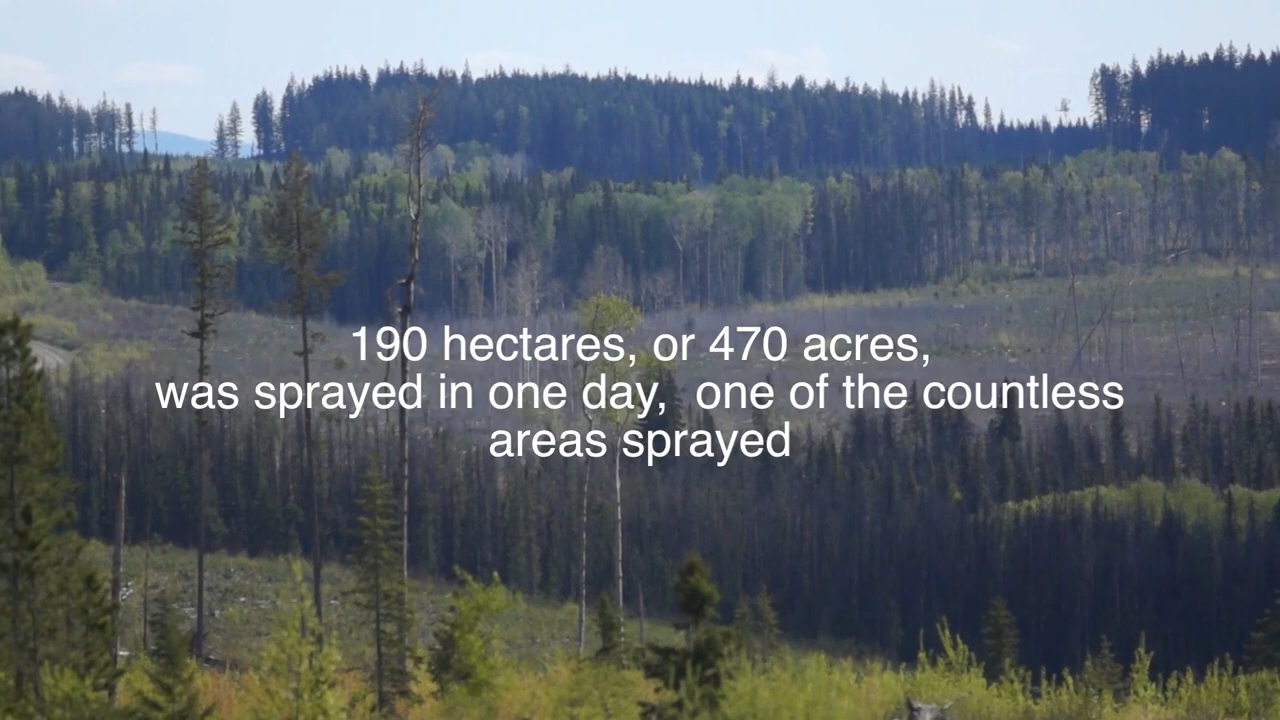 190 hectares, or 470 acres,
was sprayed in one day,  one of the countless
areas sprayed